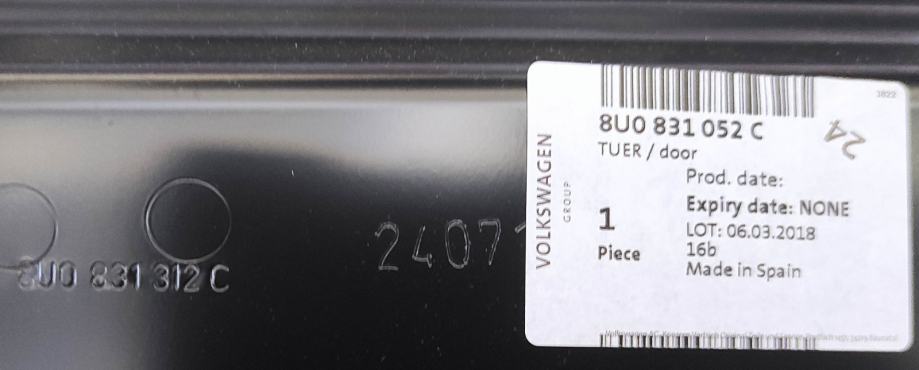 8U0 831 312 C
2407
VOLKSWAGEN
GROUP
3822
8U0 831 052 C
24
TUER / door
Prod. date:
Expiry date: NONE
1
Piece
LOT: 06.03.2018
16b
Made in Spain